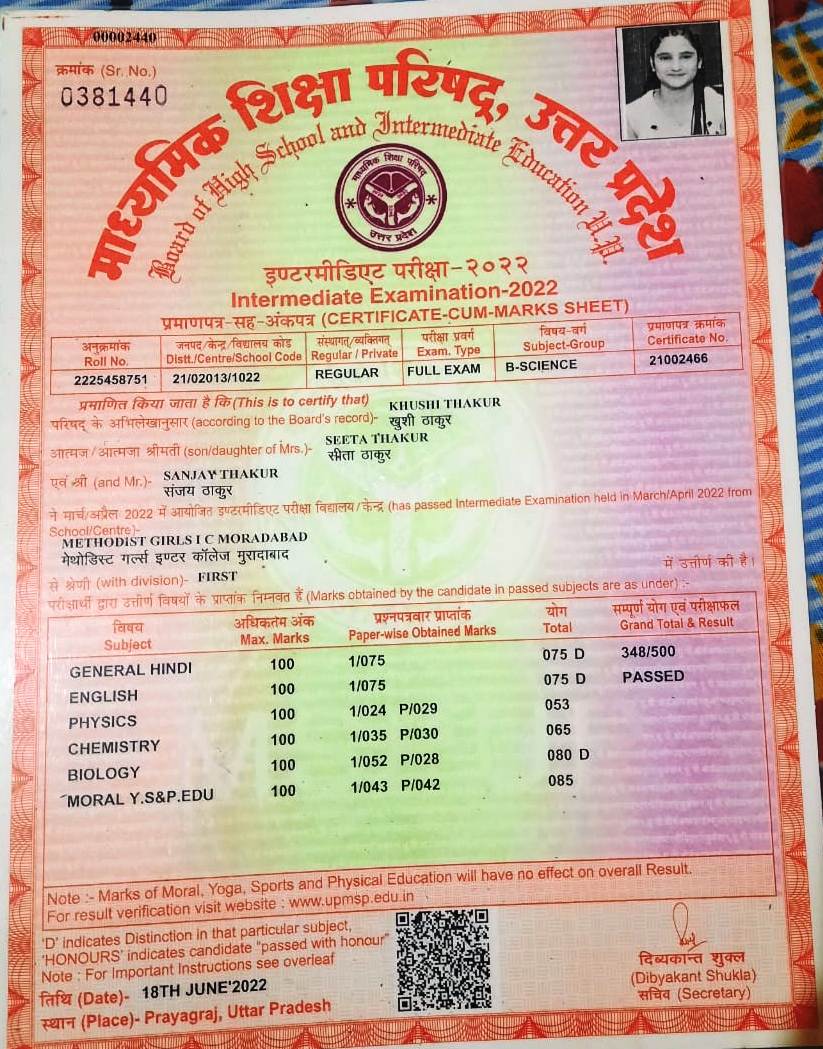 00002440
क्रमांक (Sr. No.)
0381440
माध्यमिक शिक्षा परिषद्, उत्तर प्रदेश
Board of High School and Intermediate Education U.P.
माध्यमिक शिक्षा परिषद्
उत्तर प्रदेश
इण्टरमीडिएट परीक्षा-२०२२
Intermediate Examination-2022
प्रमाणपत्र-सह-अंकपत्र (CERTIFICATE-CUM-MARKS SHEET)
अनुक्रमांक जनपद/केन्द्र/विद्यालय कोड संस्थागत/व्यक्तिगत परीक्षा प्रवर्ग विषय-वर्ग प्रमाणपत्र क्रमांक
Roll No. Distt./Centre/School Code Regular / Private Exam. Type Subject-Group Certificate No.
2225458751 21/02013/1022 REGULAR FULL EXAM B-SCIENCE 21002466
प्रमाणित किया जाता है कि (This is to certify that) KHUSHI THAKUR
परिषद् के अभिलेखानुसार (according to the Board's record)- खुशी ठाकुर
SEETA THAKUR
आत्मज/आत्मजा श्रीमती (son/daughter of Mrs.)- सीता ठाकुर
एवं श्री (and Mr.)- SANJAY THAKUR
संजय ठाकुर
ने मार्च/अप्रैल 2022 में आयोजित इण्टरमीडिएट परीक्षा विद्यालय/केन्द्र (has passed Intermediate Examination held in March/April 2022 from
School/Centre)-
METHODIST GIRLS I C MORADABAD
मेथोडिस्ट गर्ल्स इण्टर कॉलेज मुरादाबाद में उत्तीर्ण की है।
से श्रेणी (with division)- FIRST
परीक्षार्थी द्वारा उत्तीर्ण विषयों के प्राप्तांक निम्नवत हैं (Marks obtained by the candidate in passed subjects are as under) :-
विषय अधिकतम अंक प्रश्नपत्रवार प्राप्तांक योग सम्पूर्ण योग एवं परीक्षाफल
Subject Max. Marks Paper-wise Obtained Marks Total Grand Total & Result
GENERAL HINDI 100 1/075 075 D 348/500
ENGLISH 100 1/075 075 D PASSED
PHYSICS 100 1/024 P/029 053
CHEMISTRY 100 1/035 P/030 065
BIOLOGY 100 1/052 P/028 080 D
MORAL Y.S&P.EDU 100 1/043 P/042 085
Note :- Marks of Moral, Yoga, Sports and Physical Education will have no effect on overall Result.
For result verification visit website : www.upmsp.edu.in
'D' indicates Distinction in that particular subject,
'HONOURS' indicates candidate "passed with honour"
Note : For Important Instructions see overleaf
तिथि (Date)- 18TH JUNE'2022
स्थान (Place)- Prayagraj, Uttar Pradesh
दिब्यकान्त शुक्ल
(Dibyakant Shukla)
सचिव (Secretary)